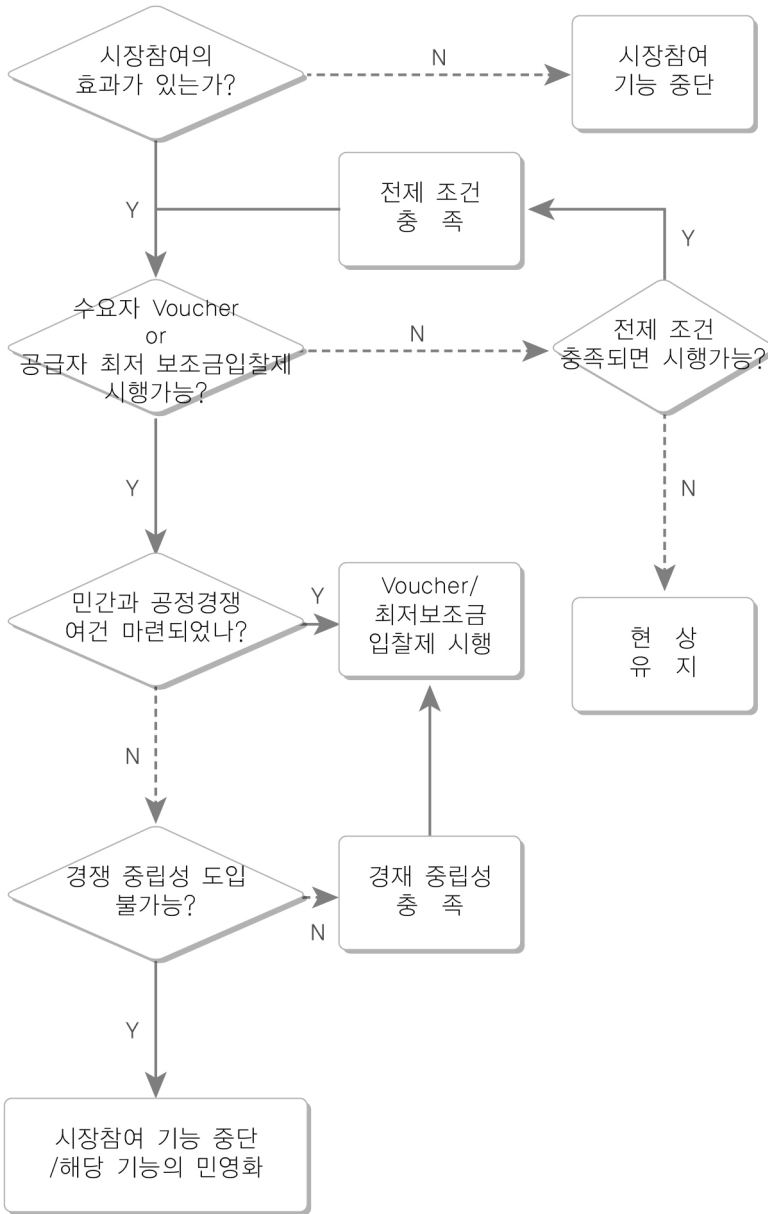 시장참여의
효과가 있는가?
N
시장참여
기능 중단
Y
전제 조건
충 족
Y
수요자 Voucher
or
공급자 최저 보조금입찰제
시행가능?
N
전제 조건
충족되면 시행가능?
Y
N
민간과 공정경쟁
여건 마련되었나?
Y
Voucher/
최저보조금
입찰제 시행
현 상
유 지
N
경쟁 중립성 도입
불가능?
N
경재 중립성
충 족
Y
시장참여 기능 중단
/해당 기능의 민영화